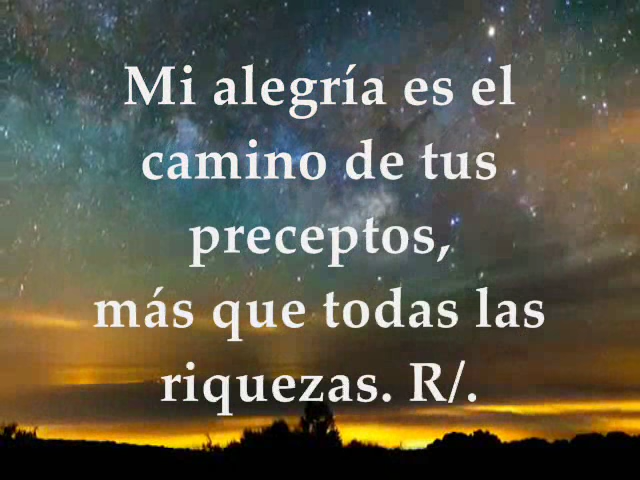 Mi alegría es el
camino de tus
preceptos,
más que todas las
riquezas. R/.